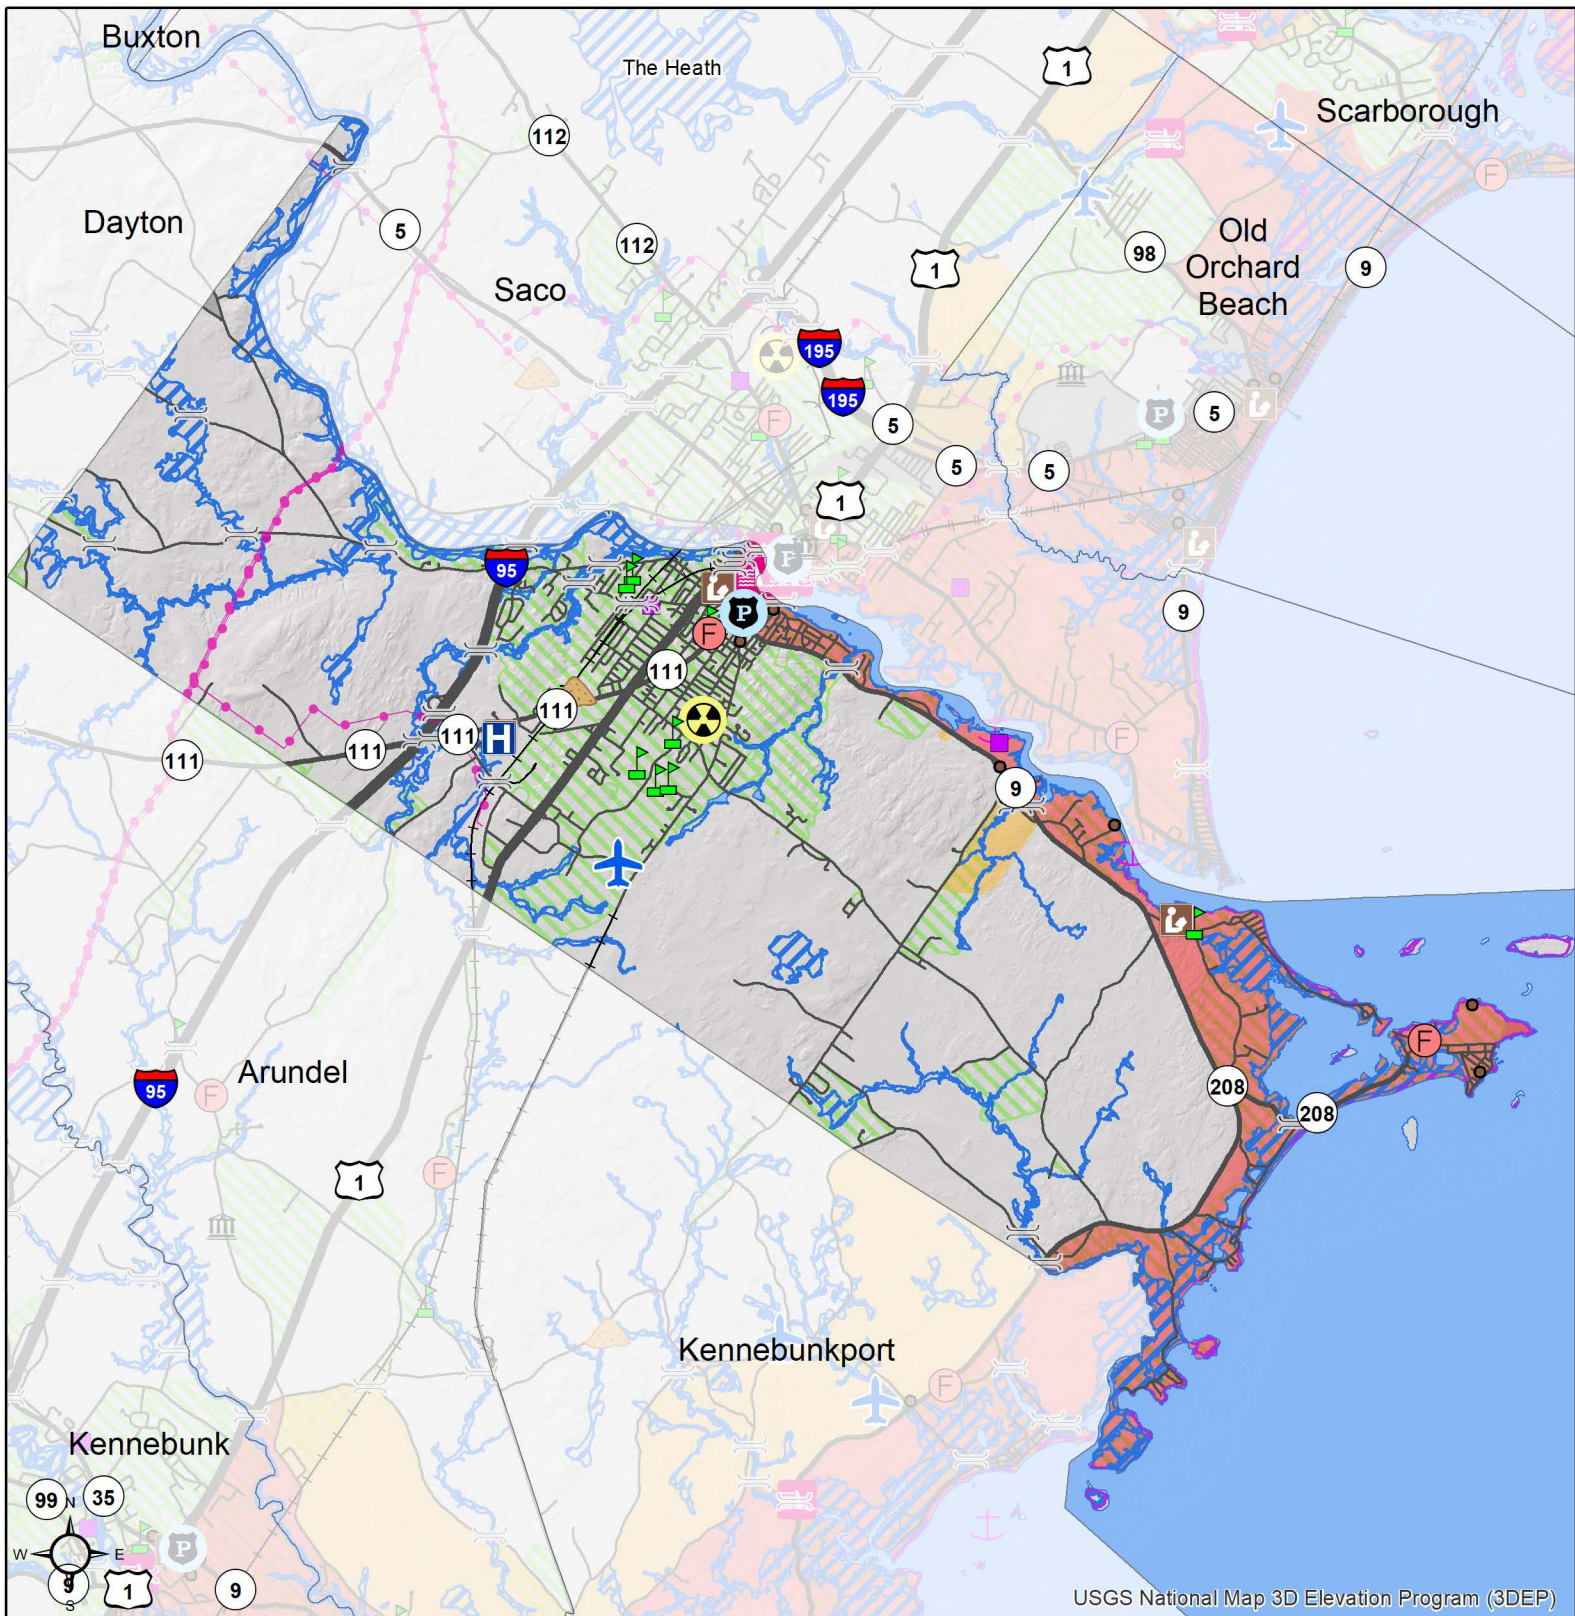 Buxton
The Heath
1
Scarborough
112
Dayton
5
112
Saco
1
98
Old
Orchard
Beach
9
195
195
5
5
5
5
1
F
F
P
P
95
P
F
9
111
111
111
111
111
H
F
9
F
208
208
95
F
Arundel
1
F
Kennebunkport
F
Kennebunk
99
35
N
W
E
S
P
9
1
9
USGS National Map 3D Elevation Program (3DEP)